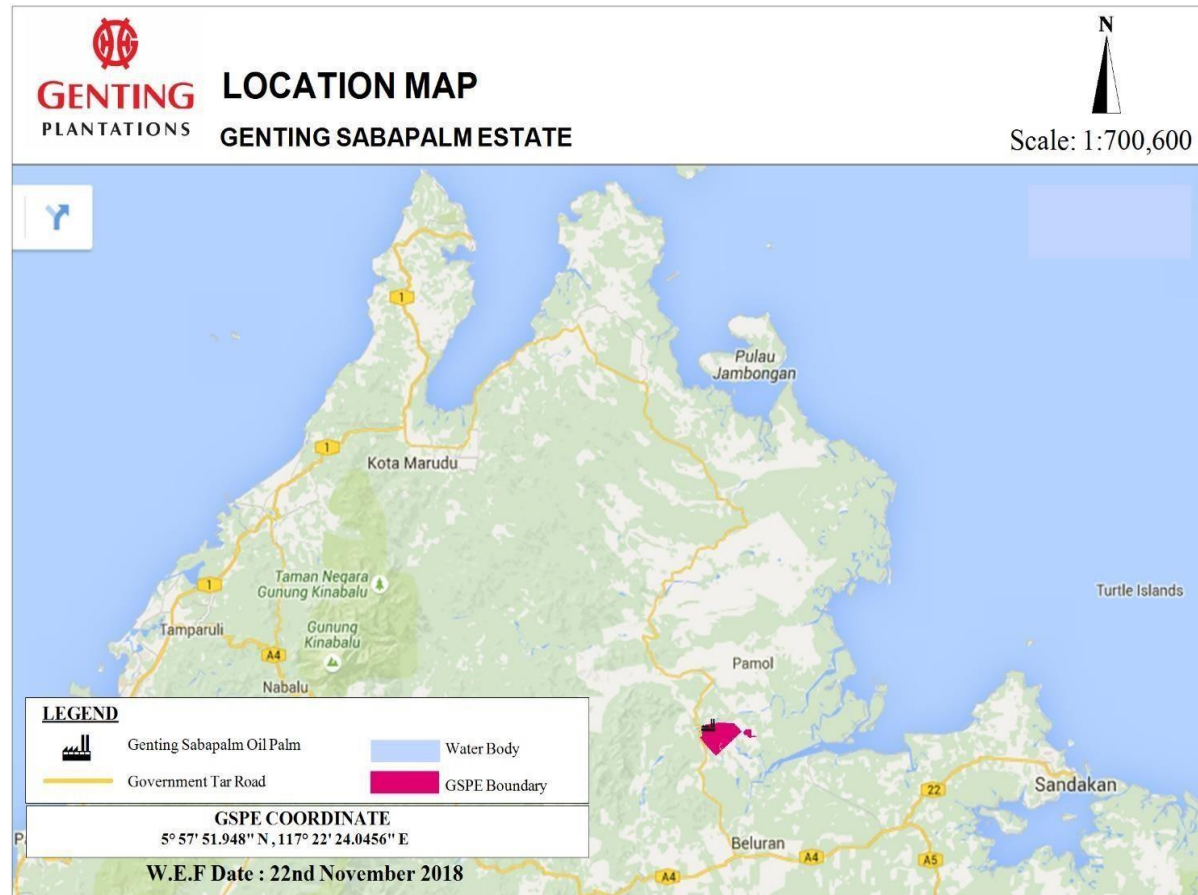 GENTING
PLANTATIONS
LOCATION MAP
GENTING SABAPALM ESTATE
N
Scale: 1:700,600
1
Pulau
Jambongan
1
Kota Marudu
Taman Negara
Gunung Kinabalu
1
Turtle Islands
Tamparuli
Gunung
Kinabalu
A4
Pamol
Nabalu
LEGEND
Genting Sabapalm Oil Palm
Water Body
Government Tar Road
GSPE Boundary
22
Sandakan
GSPE COORDINATE
5° 57' 51.948" N , 117° 22' 24.0456" E
P
Beluran
A4
A5
W.E.F Date : 22nd November 2018
A4